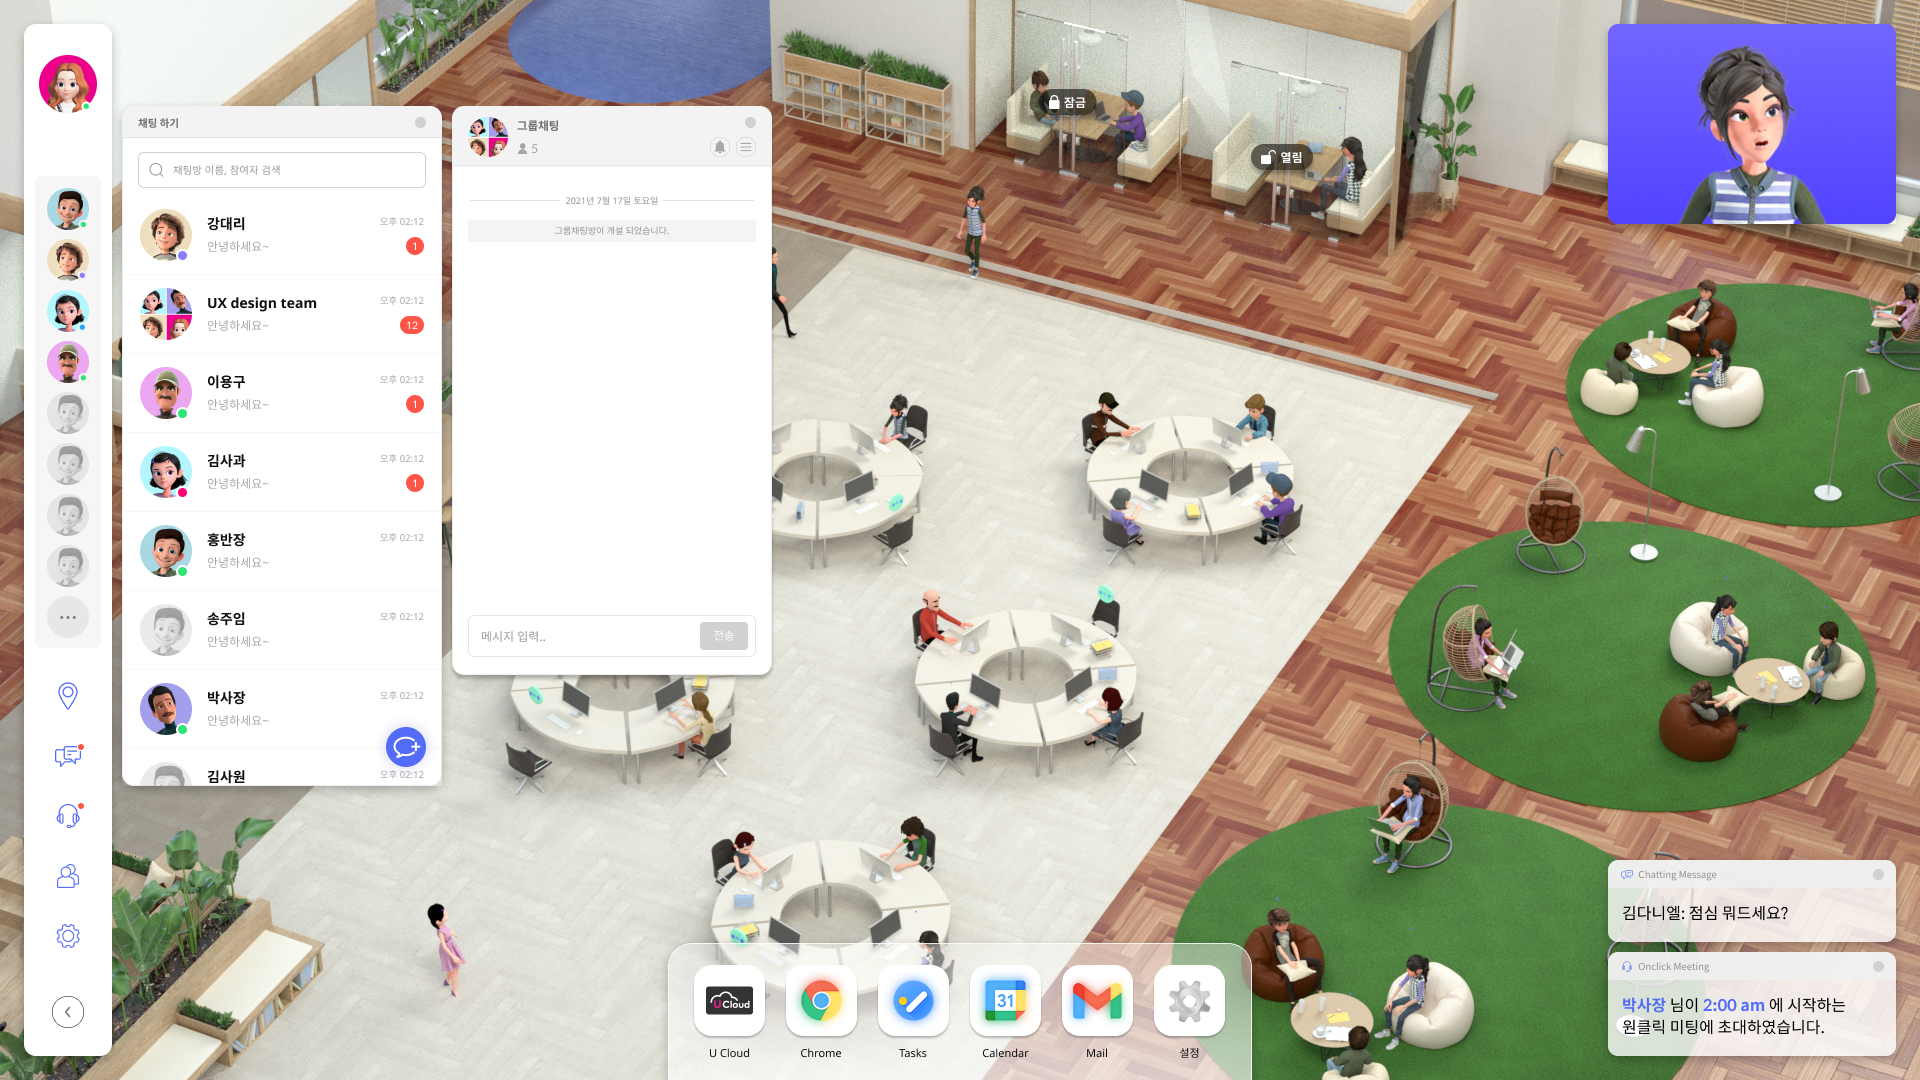 채팅 하기
채팅방 이름, 참여자 검색
강대리
오후 02:12
안녕하세요~
1
UX design team
오후 02:12
안녕하세요~
12
이용구
오후 02:12
안녕하세요~
1
김사과
오후 02:12
안녕하세요~
1
홍반장
오후 02:12
안녕하세요~
송주임
오후 02:12
안녕하세요~
박사장
오후 02:12
안녕하세요~
김사원
오후 02:12
그룹채팅
5
2021년 7월 17일 토요일
그룹채팅방이 개설 되었습니다.
메시지 입력..
전송
잠금
열림
Chatting Message
김다니엘: 점심 뭐드세요?
Onclick Meeting
박사장 님이 2:00 am 에 시작하는
원클릭 미팅에 초대하였습니다.
UCloud
31
U Cloud
Chrome
Tasks
Calendar
Mail
설정